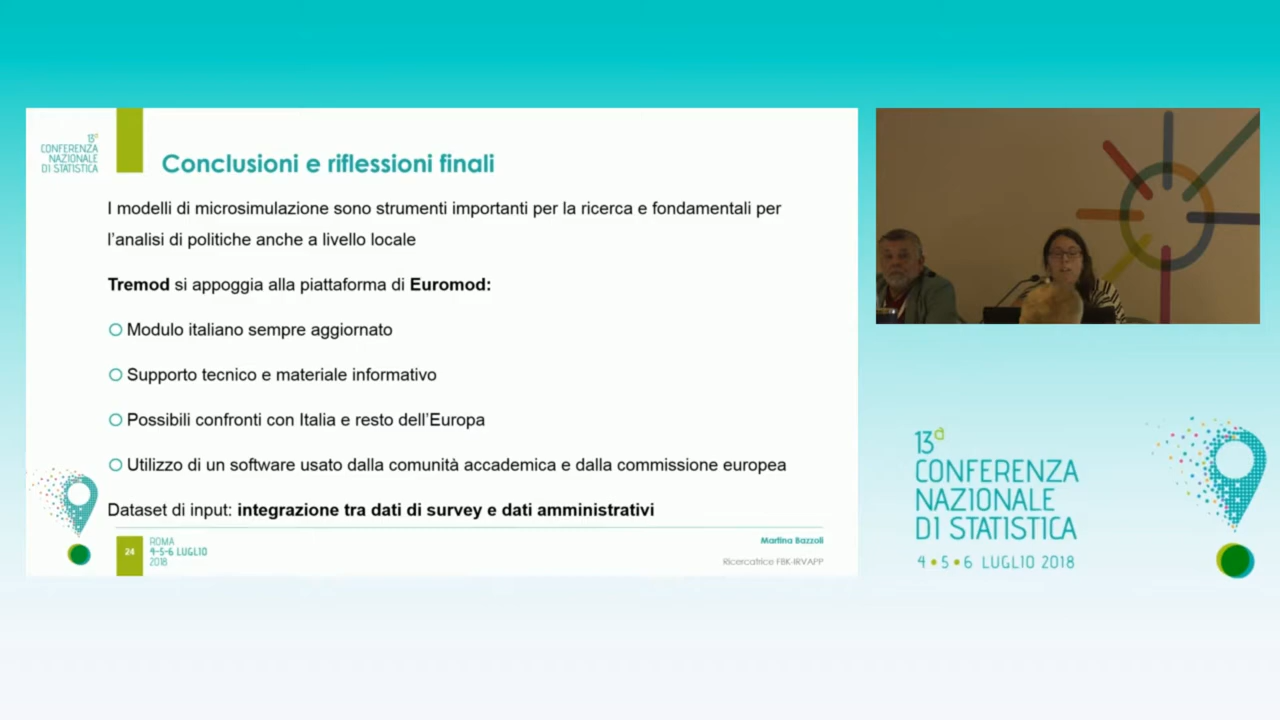 13ª
CONFERENZA
NAZIONALE
DI STATISTICA
Conclusioni e riflessioni finali
I modelli di microsimulazione sono strumenti importanti per la ricerca e fondamentali per
l’analisi di politiche anche a livello locale
Tremod si appoggia alla piattaforma di Euromod:
Modulo italiano sempre aggiornato
Supporto tecnico e materiale informativo
Possibili confronti con Italia e resto dell’Europa
Utilizzo di un software usato dalla comunità accademica e dalla commissione europea
Dataset di input: integrazione tra dati di survey e dati amministrativi
24
ROMA
4-5-6 LUGLIO
2018
Martina Bazzoli
Ricercatrice FBK-IRVAPP
13ª
CONFERENZA
NAZIONALE
DI STATISTICA
4•5•6 LUGLIO 2018